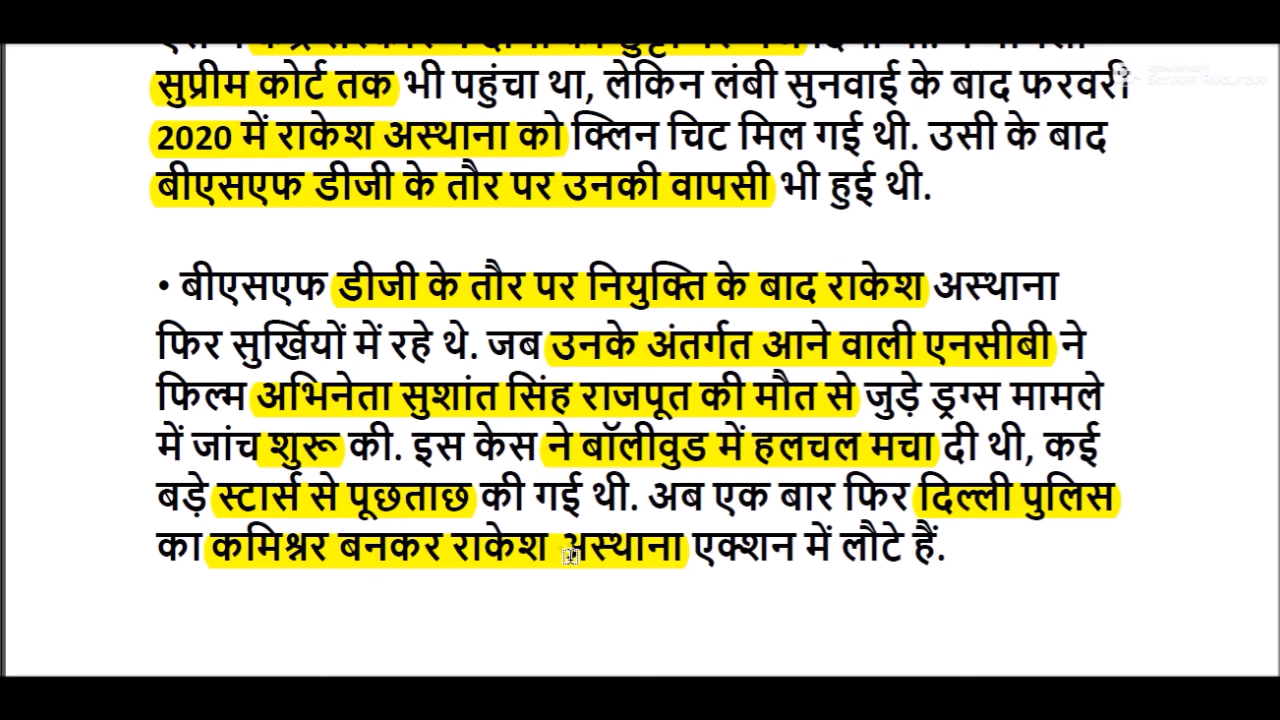 सुप्रीम कोर्ट तक भी पहुंचा था, लेकिन लंबी सुनवाई के बाद फरवरी
2020 में राकेश अस्थाना को क्लिन चिट मिल गई थी. उसी के बाद
बीएसएफ डीजी के तौर पर उनकी वापसी भी हुई थी.
• बीएसएफ डीजी के तौर पर नियुक्ति के बाद राकेश अस्थाना
फिर सुर्खियों में रहे थे. जब उनके अंतर्गत आने वाली एनसीबी ने
फिल्म अभिनेता सुशांत सिंह राजपूत की मौत से जुड़े ड्रग्स मामले
में जांच शुरू की. इस केस ने बॉलीवुड में हलचल मचा दी थी, कई
बड़े स्टार्स से पूछताछ की गई थी. अब एक बार फिर दिल्ली पुलिस
का कमिश्नर बनकर राकेश अस्थाना एक्शन में लौटे हैं.
Screen Recorder